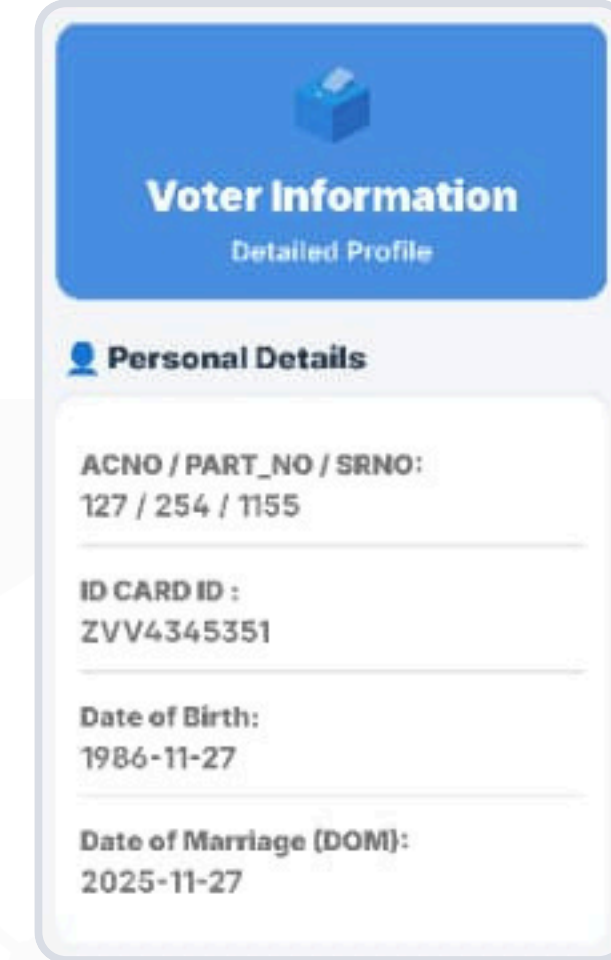 Voter Information
Detailed Profile
Personal Details
ACNO / PART_NO / SRNO:
127 / 254 / 1155
ID CARD ID :
ZVV4345351
Date of Birth:
1986-11-27
Date of Marriage (DOM):
2025-11-27